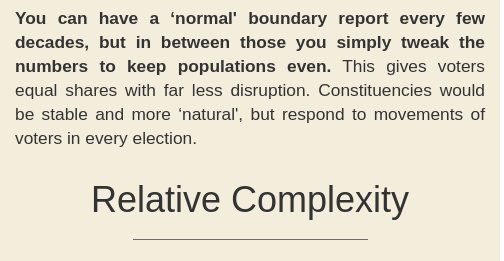 You can have a ‘normal' boundary report every few
decades, but in between those you simply tweak the
numbers to keep populations even. This gives voters
equal shares with far less disruption. Constituencies would
be stable and more ‘natural', but respond to movements of
voters in every election.
Relative Complexity